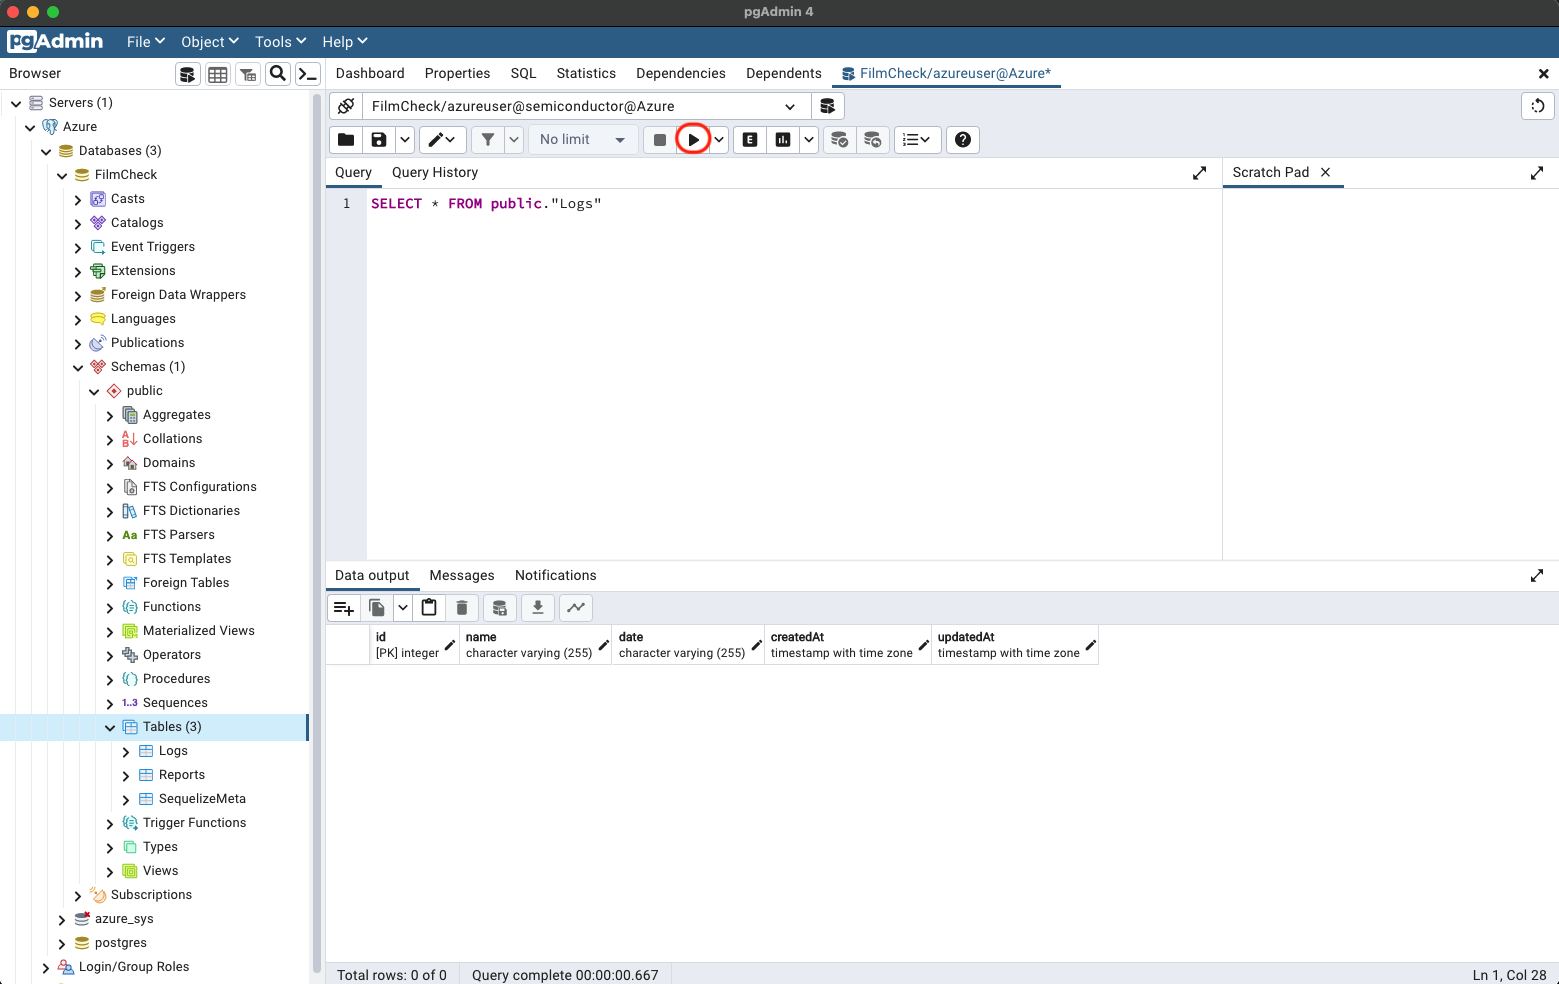 pgAdmin 4
pgAdmin File Object Tools Help
Browser
Dashboard Properties SQL Statistics Dependencies Dependents FilmCheck/azureuser@Azure*
FilmCheck/azureuser@semiconductor@Azure
No limit
E
Query Query History
Scratch Pad
1 SELECT * FROM public."Logs"
Servers (1)
Azure
Databases (3)
FilmCheck
Casts
Catalogs
Event Triggers
Extensions
Foreign Data Wrappers
Languages
Publications
Schemas (1)
public
Aggregates
Collations
Domains
FTS Configurations
FTS Dictionaries
Aa FTS Parsers
FTS Templates
Foreign Tables
Functions
Materialized Views
Operators
Procedures
1..3 Sequences
Tables (3)
Logs
Reports
SequelizeMeta
Trigger Functions
Types
Views
Subscriptions
azure_sys
postgres
Login/Group Roles
Data output Messages Notifications
id name date createdAt updatedAt
[PK] integer character varying (255) character varying (255) timestamp with time zone timestamp with time zone
Total rows: 0 of 0 Query complete 00:00:00.667 Ln 1, Col 28